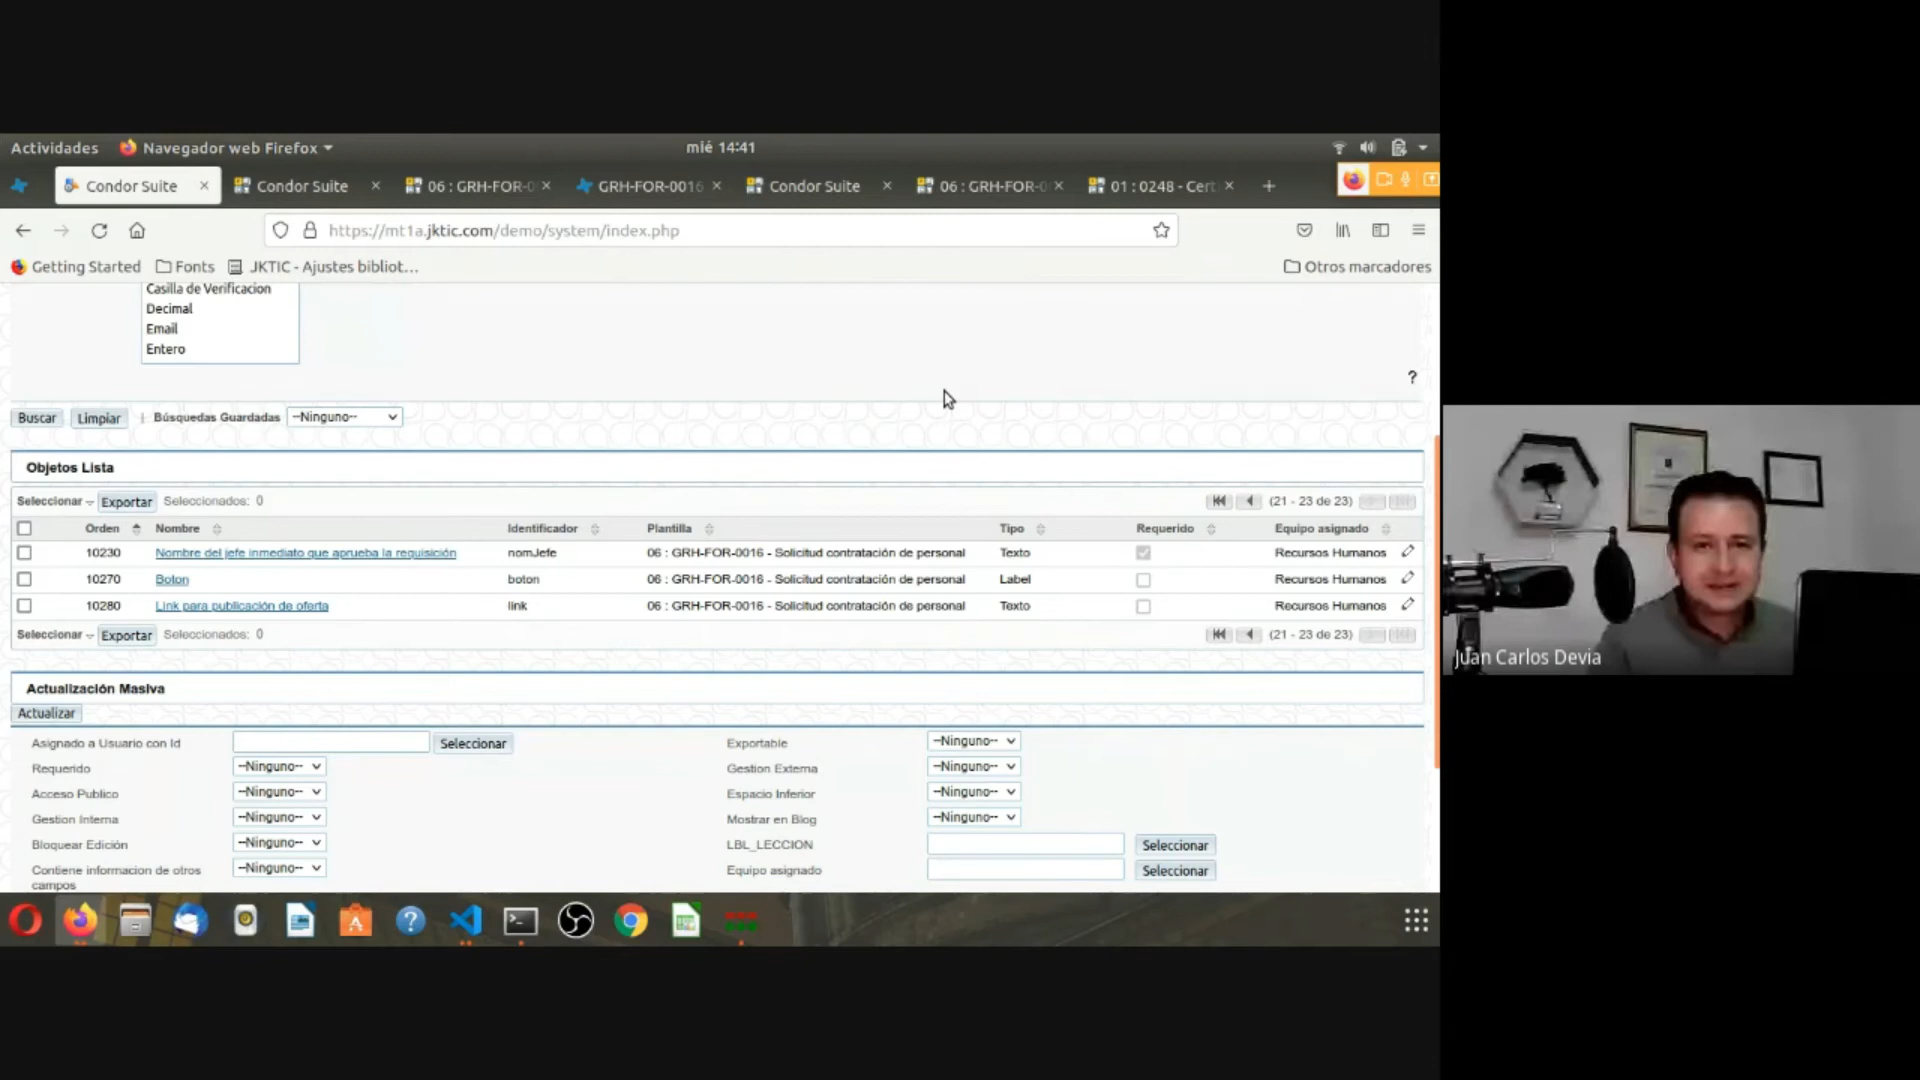 Actividades Navegador web Firefox mié 14:41
Condor Suite Condor Suite 06 : GRH-FOR-0 GRH-FOR-0016 Condor Suite 06 : GRH-FOR-0 01 : 0248 - Cert
https://mt1a.jktic.com/demo/system/index.php
Getting Started Fonts JKTIC - Ajustes bibliot... Otros marcadores
Casilla de Verificacion
Decimal
Email
Entero
?
Buscar Limpiar | Búsquedas Guardadas --Ninguno--
Objetos Lista
Seleccionar Exportar Seleccionados: 0 (21 - 23 de 23)
Orden Nombre Identificador Plantilla Tipo Requerido Equipo asignado
10230 Nombre del jefe inmediato que aprueba la requisición nomJefe 06 : GRH-FOR-0016 - Solicitud contratación de personal Texto Recursos Humanos
10270 Boton boton 06 : GRH-FOR-0016 - Solicitud contratación de personal Label Recursos Humanos
10280 Link para publicación de oferta link 06 : GRH-FOR-0016 - Solicitud contratación de personal Texto Recursos Humanos
Seleccionar Exportar Seleccionados: 0 (21 - 23 de 23)
Actualización Masiva
Actualizar
Asignado a Usuario con Id Seleccionar Exportable --Ninguno--
Requerido --Ninguno-- Gestion Externa --Ninguno--
Acceso Publico --Ninguno-- Espacio Inferior --Ninguno--
Gestion Interna --Ninguno-- Mostrar en Blog --Ninguno--
Bloquear Edición --Ninguno-- LBL_LECCION Seleccionar
Contiene informacion de otros campos --Ninguno-- Equipo asignado Seleccionar
Juan Carlos Devia